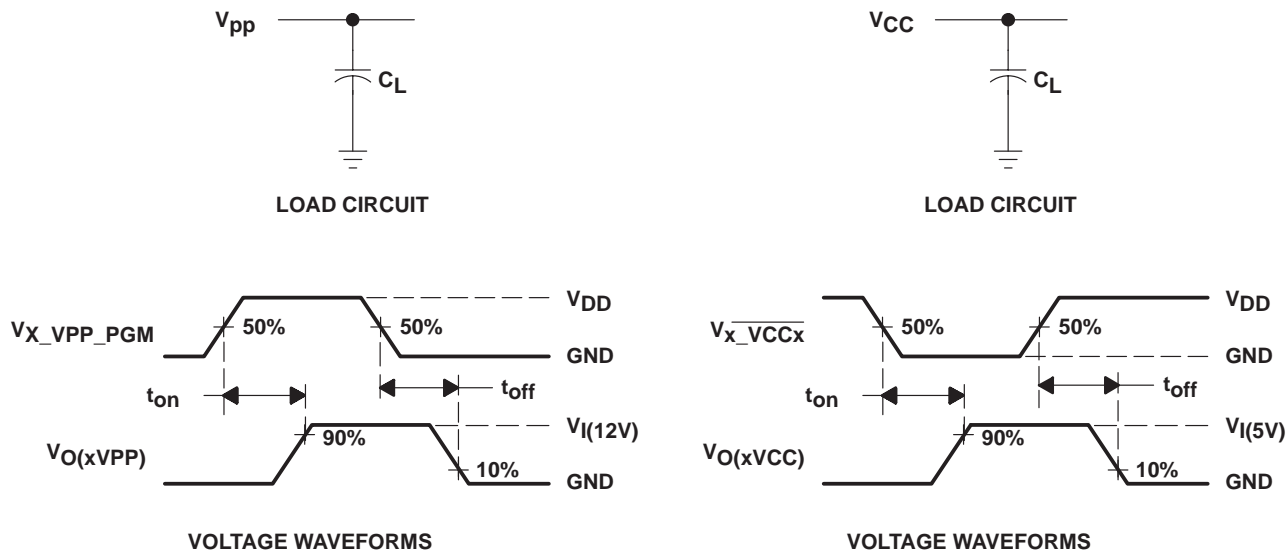 Vpp
CL
LOAD CIRCUIT
VCC
CL
LOAD CIRCUIT
VX_VPP_PGM
50%
50%
VDD
GND
ton
toff
VO(xVPP)
90%
10%
VI(12V)
GND
VOLTAGE WAVEFORMS
Vx_VCCx
50%
50%
VDD
GND
ton
toff
VO(xVCC)
90%
10%
VI(5V)
GND
VOLTAGE WAVEFORMS